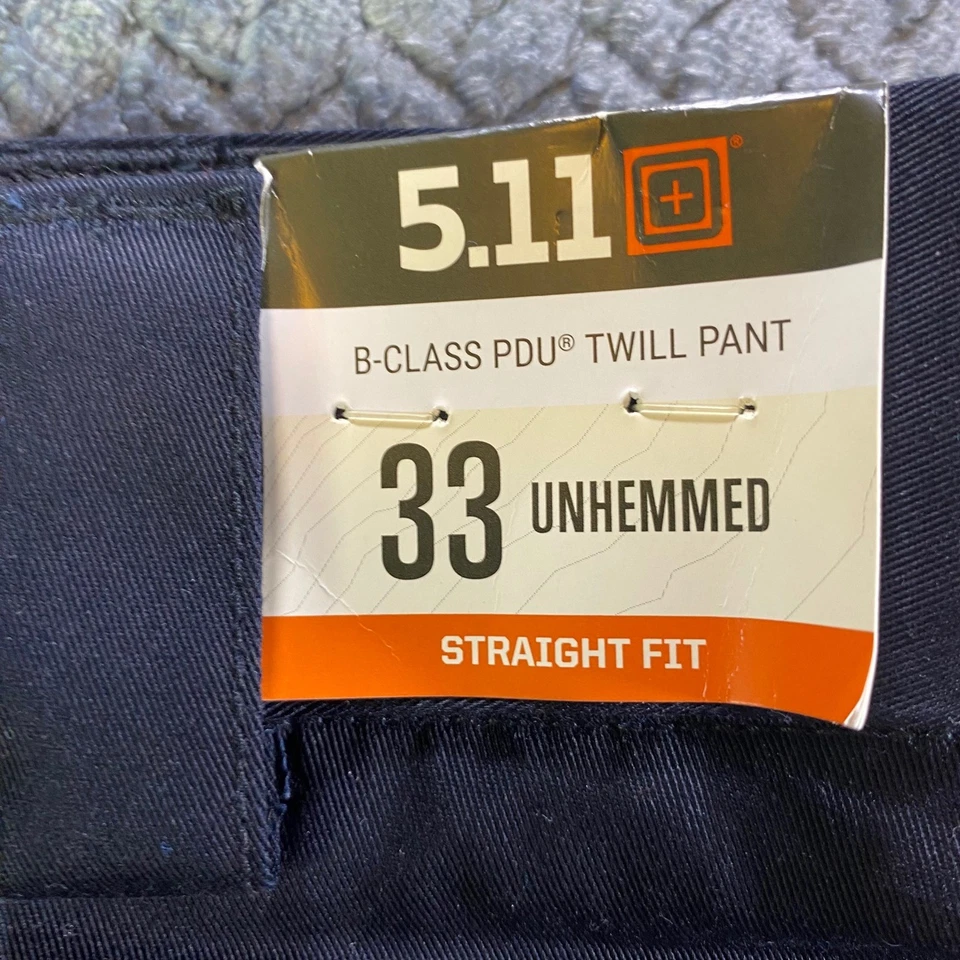 5.11®
B-CLASS PDU® TWILL PANT
33 UNHEMMED
STRAIGHT FIT